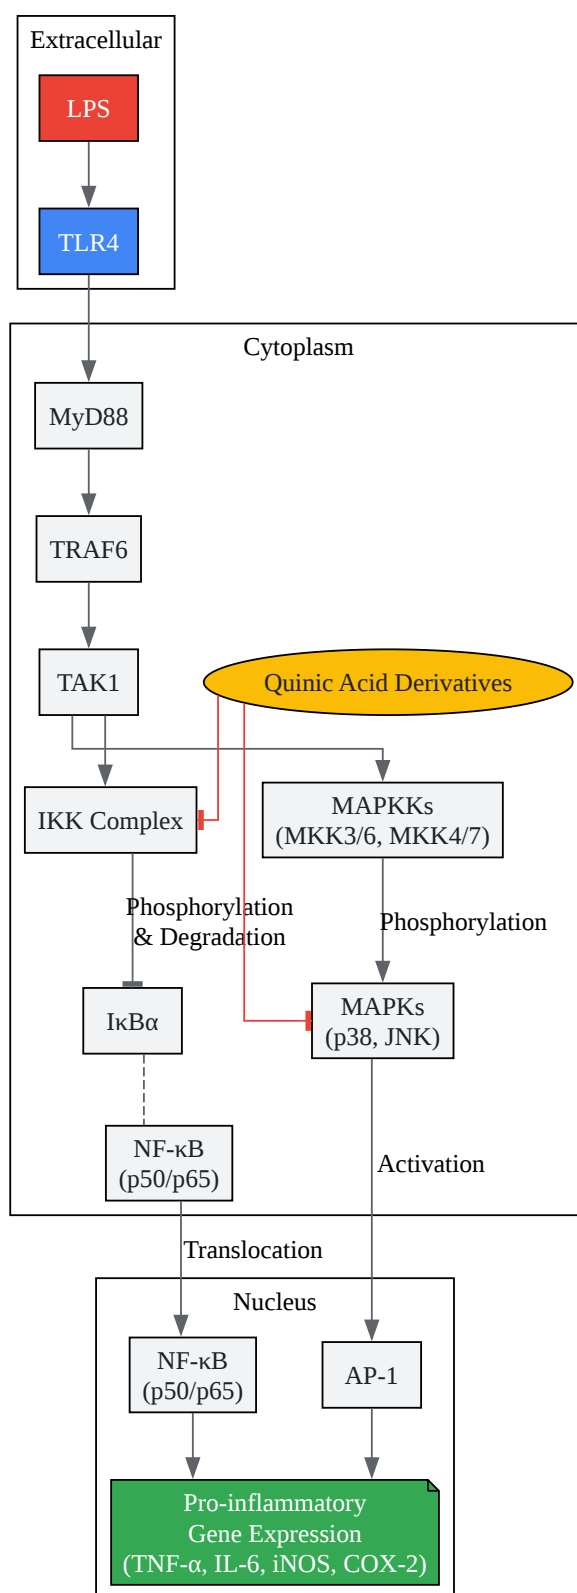 Extracellular
LPS
TLR4
Cytoplasm
MyD88
TRAF6
TAK1
Quinic Acid Derivatives
IKK Complex
MAPKKs
(MKK3/6, MKK4/7)
Phosphorylation
& Degradation
Phosphorylation
IκBα
MAPKs
(p38, JNK)
NF-κB
(p50/p65)
Activation
Translocation
Nucleus
NF-κB
(p50/p65)
AP-1
Pro-inflammatory
Gene Expression
(TNF-α, IL-6, iNOS, COX-2)